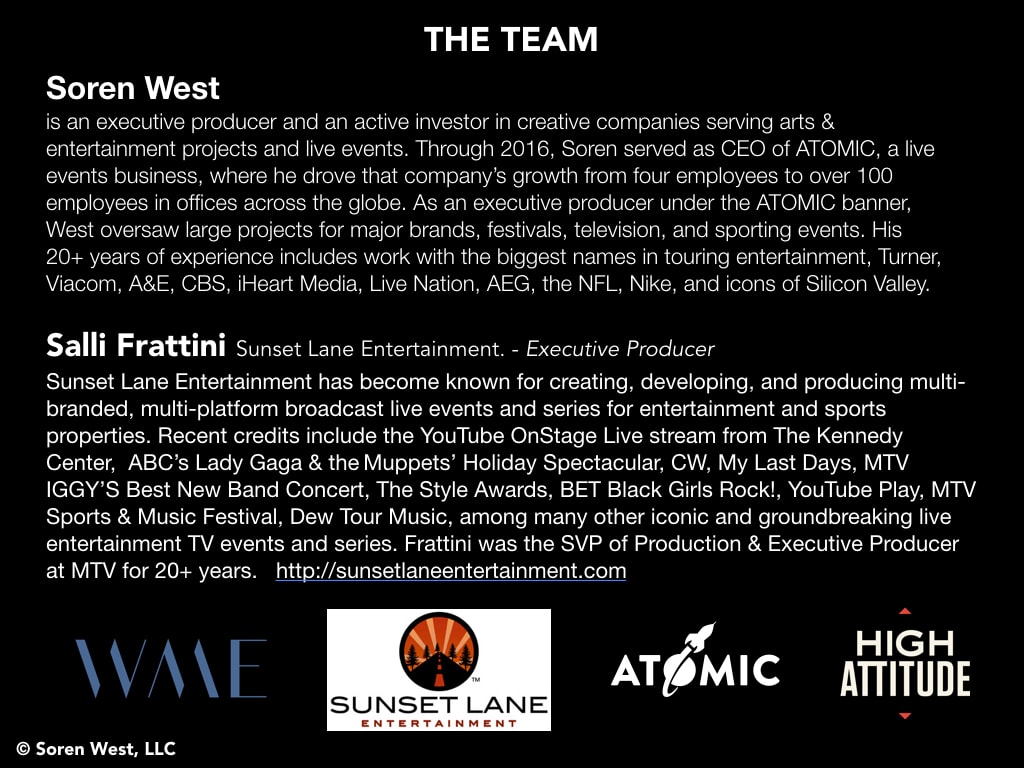 THE TEAM
Soren West
is an executive producer and an active investor in creative companies serving arts &
entertainment projects and live events. Through 2016, Soren served as CEO of ATOMIC, a live
events business, where he drove that company’s growth from four employees to over 100
employees in offices across the globe. As an executive producer under the ATOMIC banner,
West oversaw large projects for major brands, festivals, television, and sporting events. His
20+ years of experience includes work with the biggest names in touring entertainment, Turner,
Viacom, A&E, CBS, iHeart Media, Live Nation, AEG, the NFL, Nike, and icons of Silicon Valley.
Salli Frattini Sunset Lane Entertainment. - Executive Producer
Sunset Lane Entertainment has become known for creating, developing, and producing multi-
branded, multi-platform broadcast live events and series for entertainment and sports
properties. Recent credits include the YouTube OnStage Live stream from The Kennedy
Center,  ABC’s Lady Gaga & the Muppets’ Holiday Spectacular, CW, My Last Days, MTV
IGGY’S Best New Band Concert, The Style Awards, BET Black Girls Rock!, YouTube Play, MTV
Sports & Music Festival, Dew Tour Music, among many other iconic and groundbreaking live
entertainment TV events and series. Frattini was the SVP of Production & Executive Producer
at MTV for 20+ years.   http://sunsetlaneentertainment.com
WME
TM
SUNSET LANE
ENTERTAINMENT
ATOMIC
HIGH
ATTITUDE
© Soren West, LLC